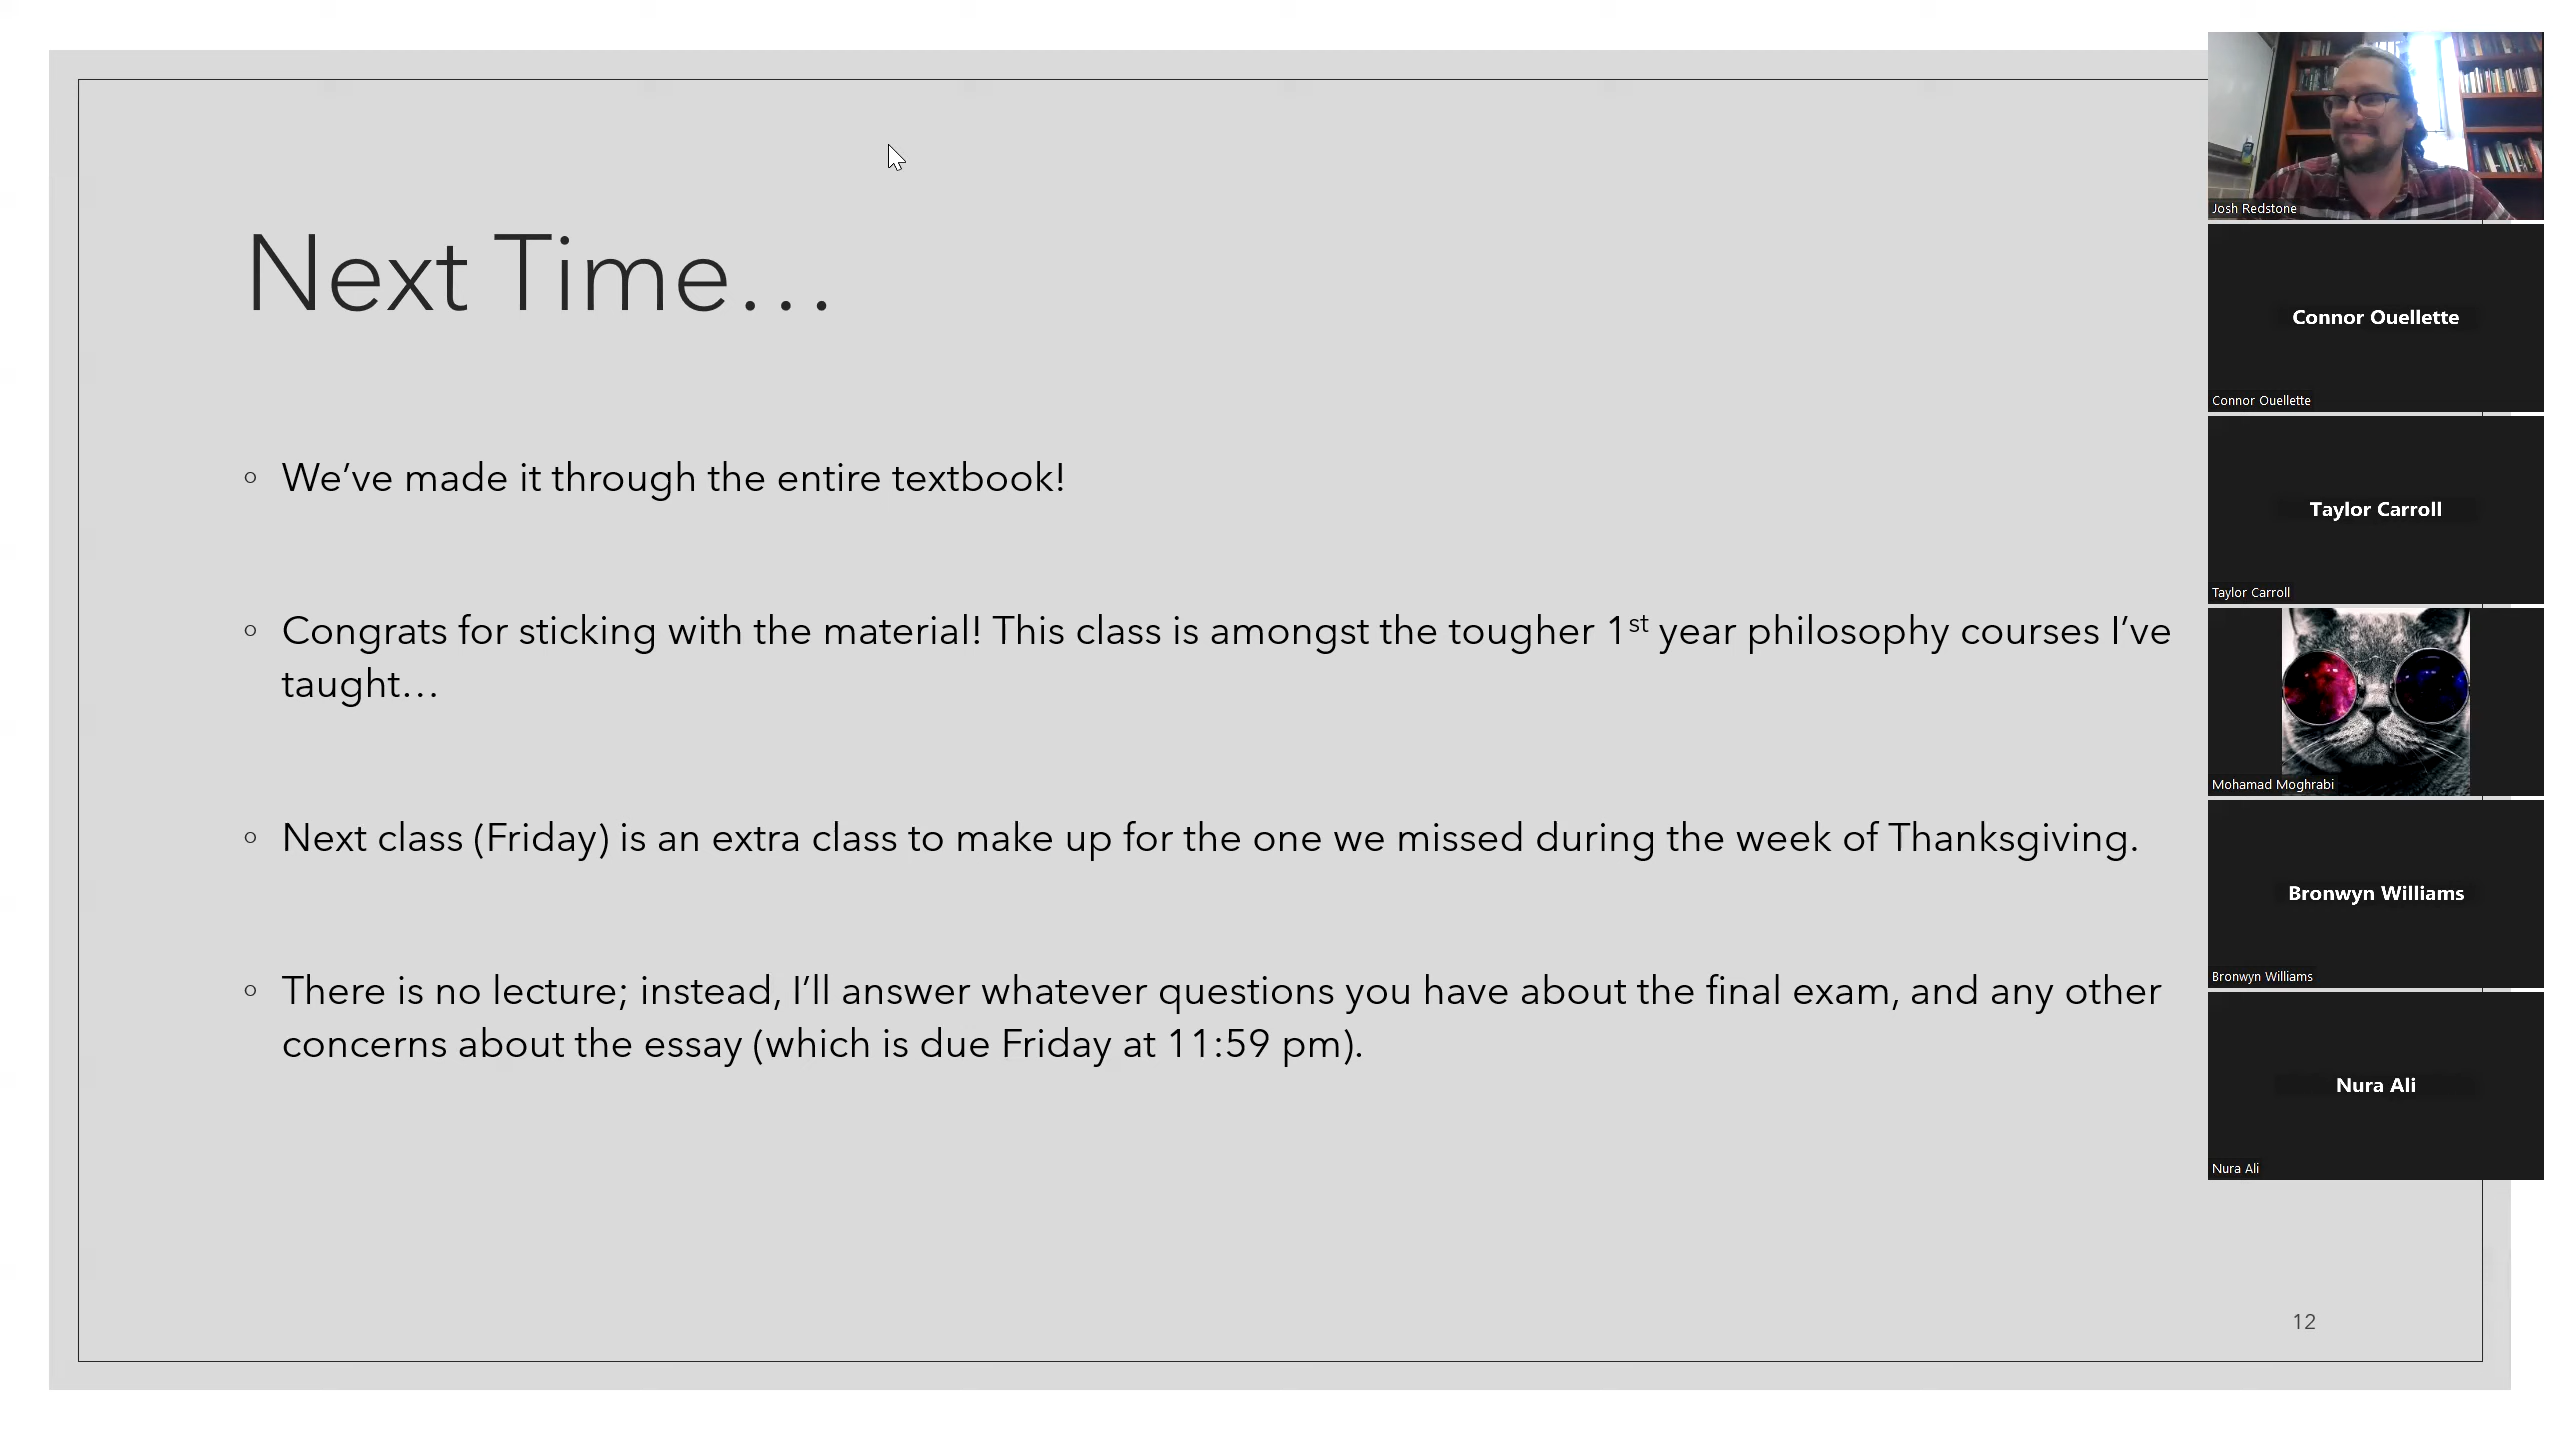 Next Time…
◦ We’ve made it through the entire textbook!
◦ Congrats for sticking with the material! This class is amongst the tougher 1st year philosophy courses I’ve
taught…
◦ Next class (Friday) is an extra class to make up for the one we missed during the week of Thanksgiving.
◦ There is no lecture; instead, I’ll answer whatever questions you have about the final exam, and any other
concerns about the essay (which is due Friday at 11:59 pm).
12
Josh Redstone
Connor Ouellette
Connor Ouellette
Taylor Carroll
Taylor Carroll
Mohamad Moghrabi
Bronwyn Williams
Bronwyn Williams
Nura Ali
Nura Ali